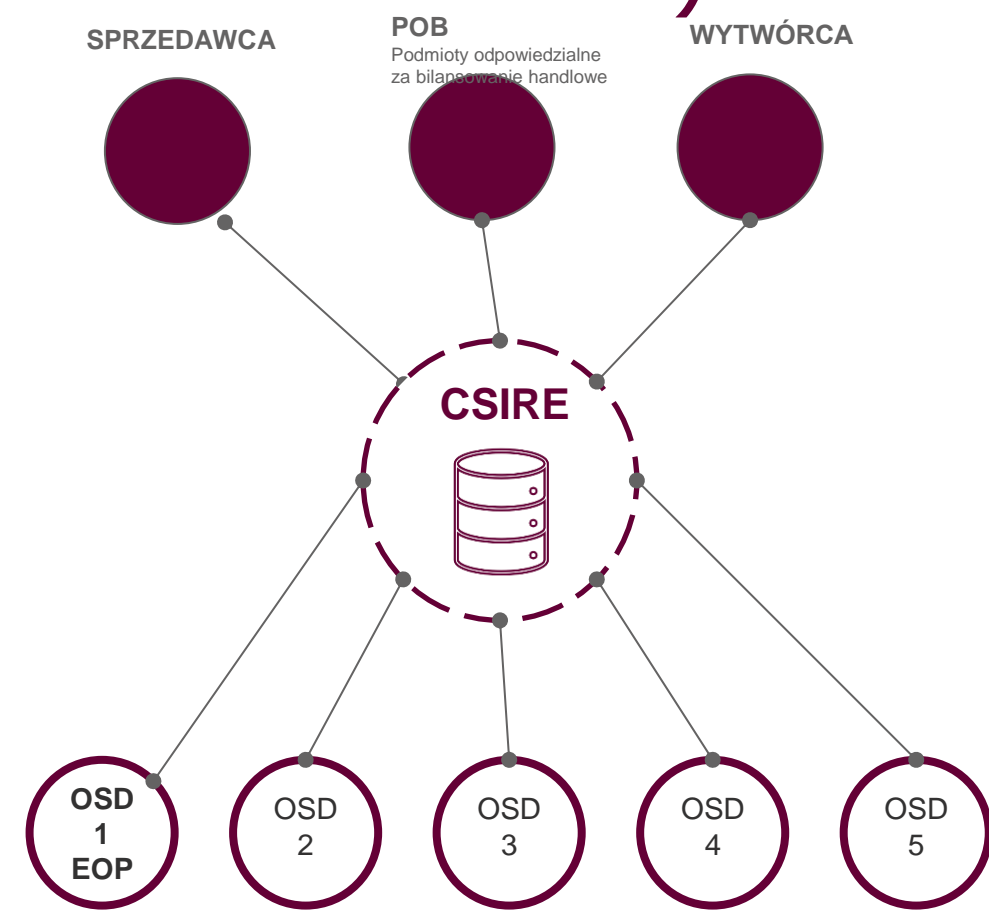 SPRZEDAWCA
POB
Podmioty odpowiedzialne
za bilansowanie handlowe
WYTWÓRCA
CSIRE
OSD
1
EOP
OSD
2
OSD
3
OSD
4
OSD
5